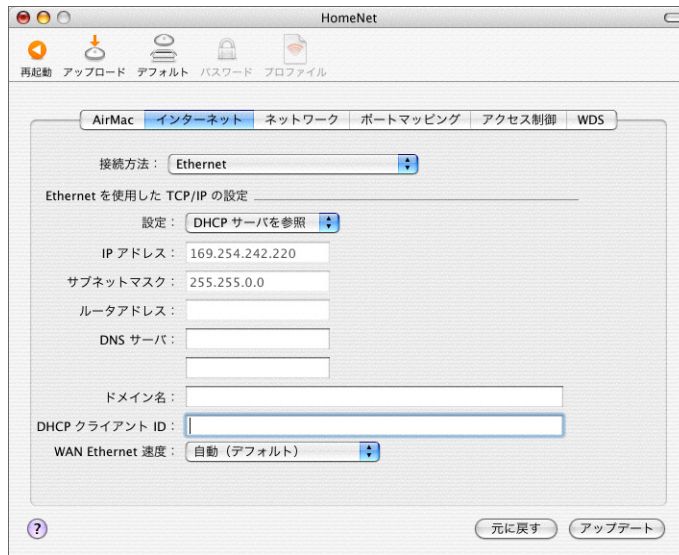 HomeNet
再起動 アップロード デフォルト パスワード プロファイル
AirMac インターネット ネットワーク ポートマッピング アクセス制御 WDS
接続方法： Ethernet
Ethernet を使用した TCP/IP の設定
設定： DHCP サーバを参照
IP アドレス： 169.254.242.220
サブネットマスク： 255.255.0.0
ルータアドレス：
DNS サーバ：
ドメイン名：
DHCP クライアント ID：
WAN Ethernet 速度： 自動（デフォルト）
? 元に戻す アップデート